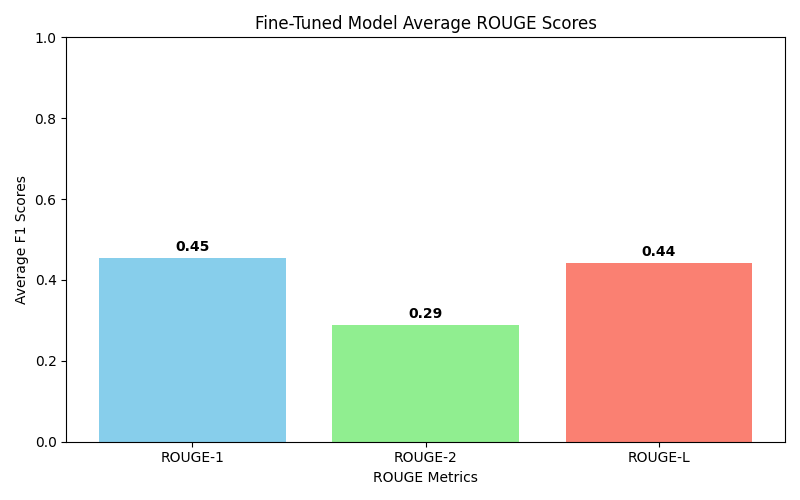 Fine-Tuned Model Average ROUGE Scores
1.0
0.8
0.6
0.4
0.2
0.0
Average F1 Scores
0.45
0.29
0.44
ROUGE-1
ROUGE-2
ROUGE-L
ROUGE Metrics